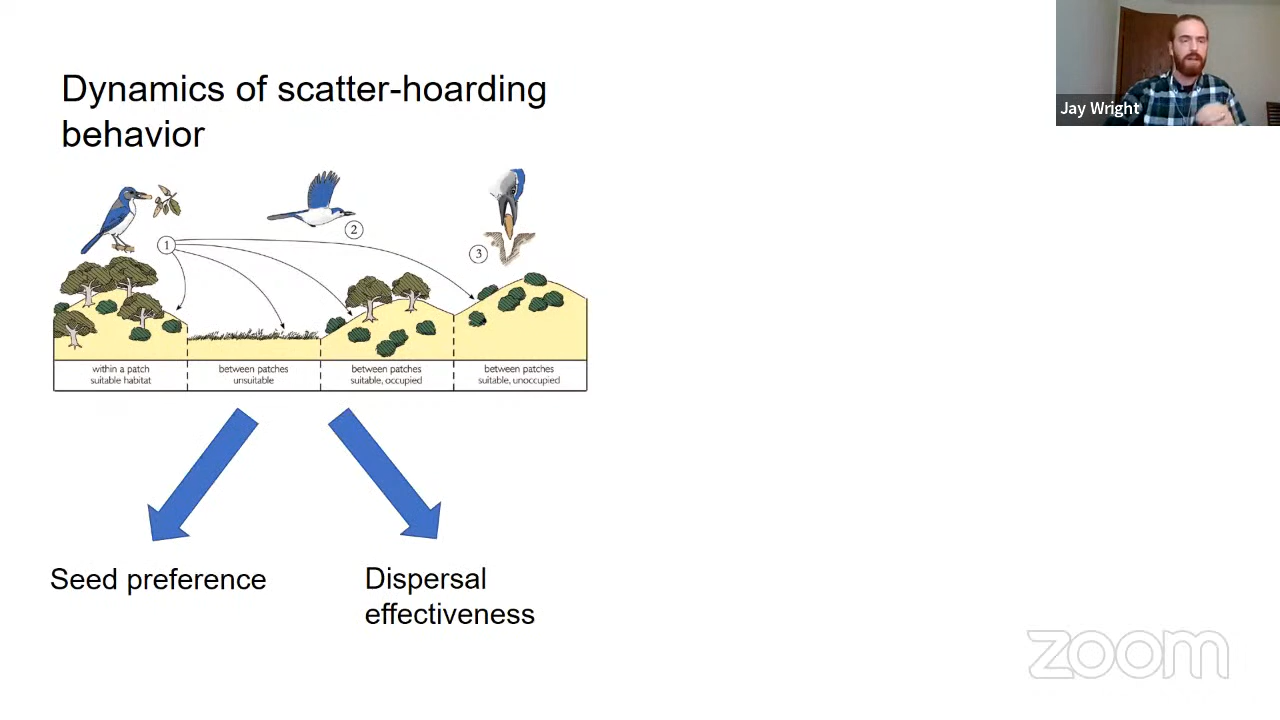 Dynamics of scatter-hoarding
behavior
Jay Wright
1
2
3
within a patch
suitable habitat
between patches
unsuitable
between patches
suitable, occupied
between patches
suitable, unoccupied
Seed preference
Dispersal
effectiveness
zoom